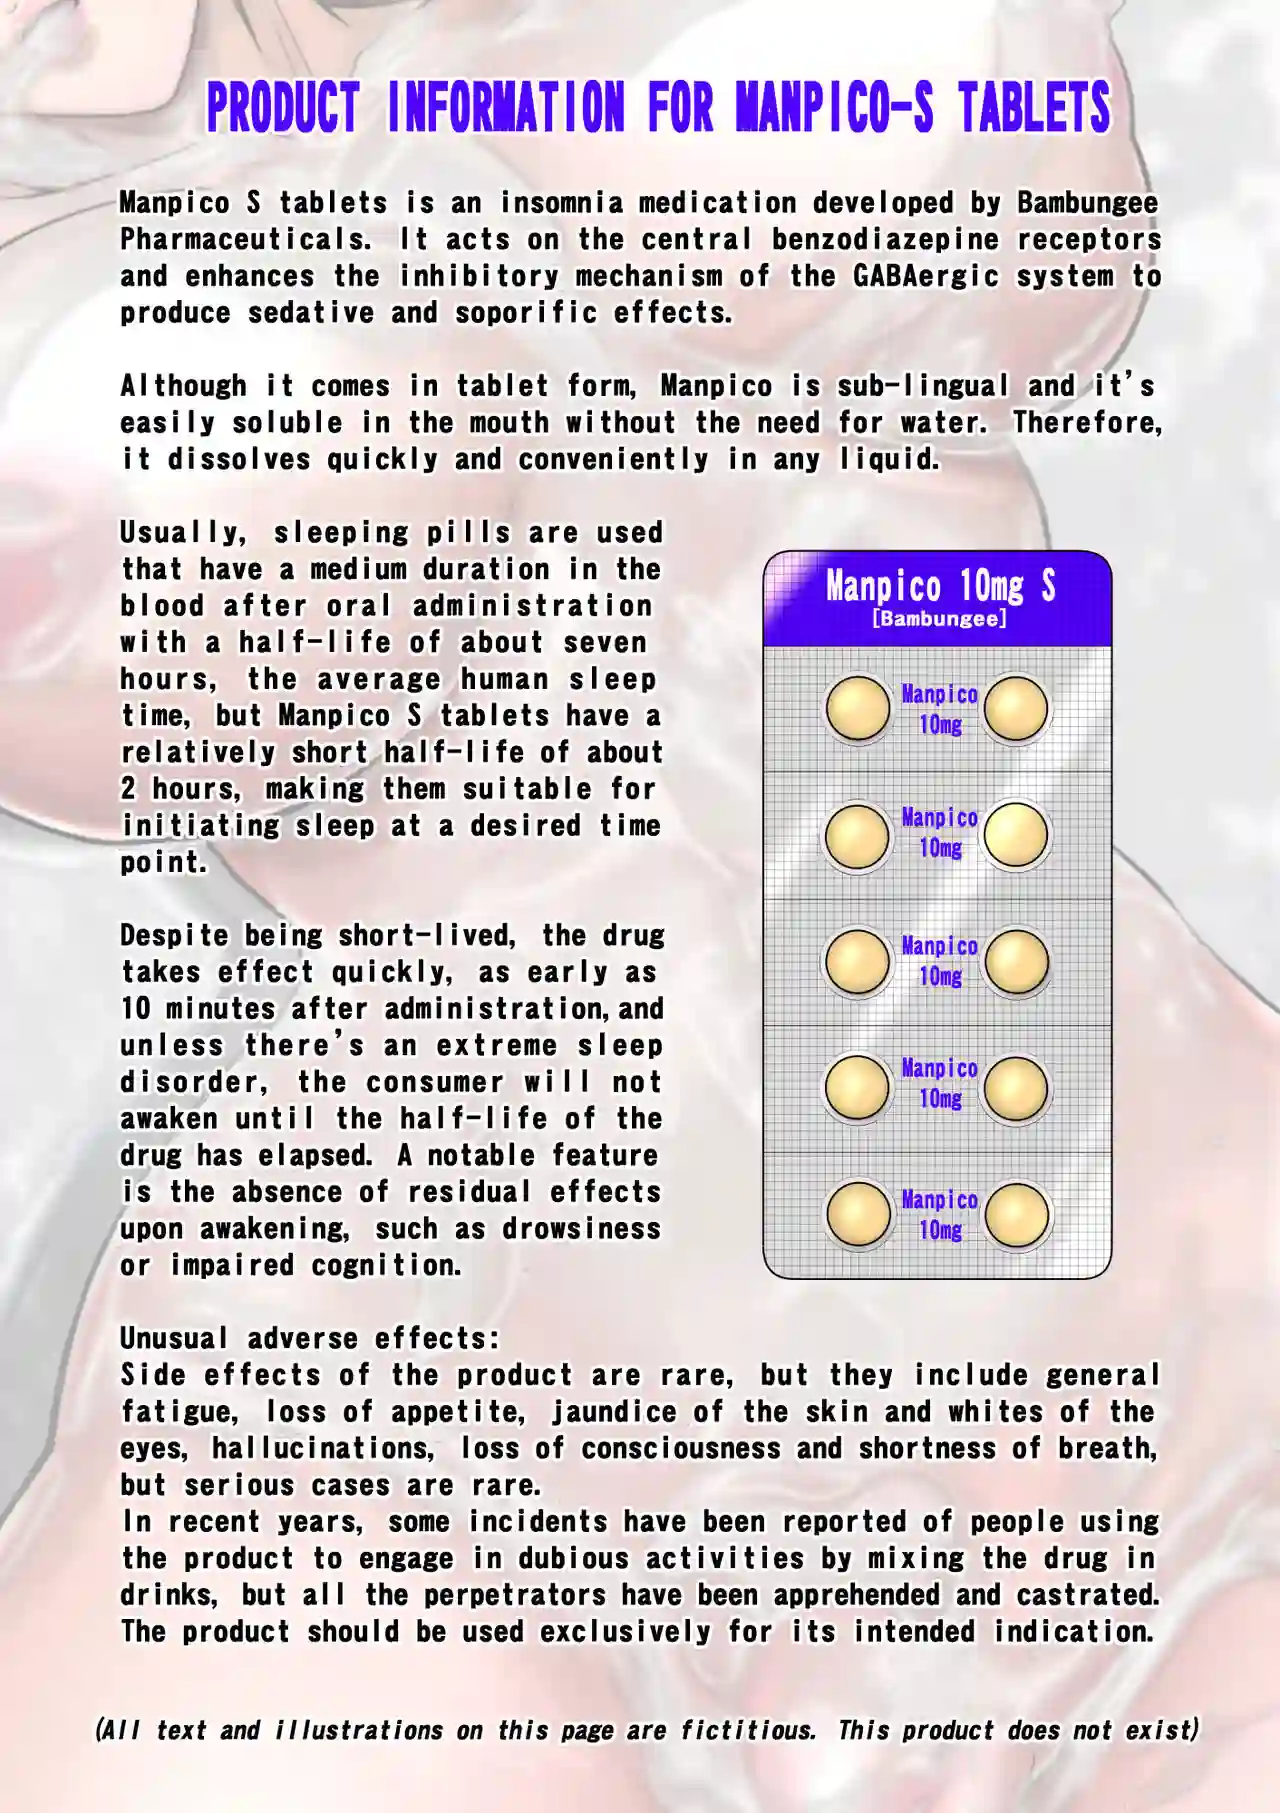 PRODUCT INFORMATION FOR MANPICO-S TABLETS
Manpico S tablets is an insomnia medication developed by Bambungee
Pharmaceuticals. It acts on the central benzodiazepine receptors
and enhances the inhibitory mechanism of the GABAergic system to
produce sedative and soporific effects.
Although it comes in tablet form, Manpico is sub-lingual and it's
easily soluble in the mouth without the need for water. Therefore,
it dissolves quickly and conveniently in any liquid.
Usually, sleeping pills are used
that have a medium duration in the
blood after oral administration
with a half-life of about seven
hours, the average human sleep
time, but Manpico S tablets have a
relatively short half-life of about
2 hours, making them suitable for
initiating sleep at a desired time
point.
Despite being short-lived, the drug
takes effect quickly, as early as
10 minutes after administration, and
unless there's an extreme sleep
disorder, the consumer will not
awaken until the half-life of the
drug has elapsed. A notable feature
is the absence of residual effects
upon awakening, such as drowsiness
or impaired cognition.
Manpico 10mg S
[Bambungee]
Manpico
10mg
Manpico
10mg
Manpico
10mg
Manpico
10mg
Manpico
10mg
Unusual adverse effects:
Side effects of the product are rare, but they include general
fatigue, loss of appetite, jaundice of the skin and whites of the
eyes, hallucinations, loss of consciousness and shortness of breath,
but serious cases are rare.
In recent years, some incidents have been reported of people using
the product to engage in dubious activities by mixing the drug in
drinks, but all the perpetrators have been apprehended and castrated.
The product should be used exclusively for its intended indication.
(All text and illustrations on this page are fictitious. This product does not exist)